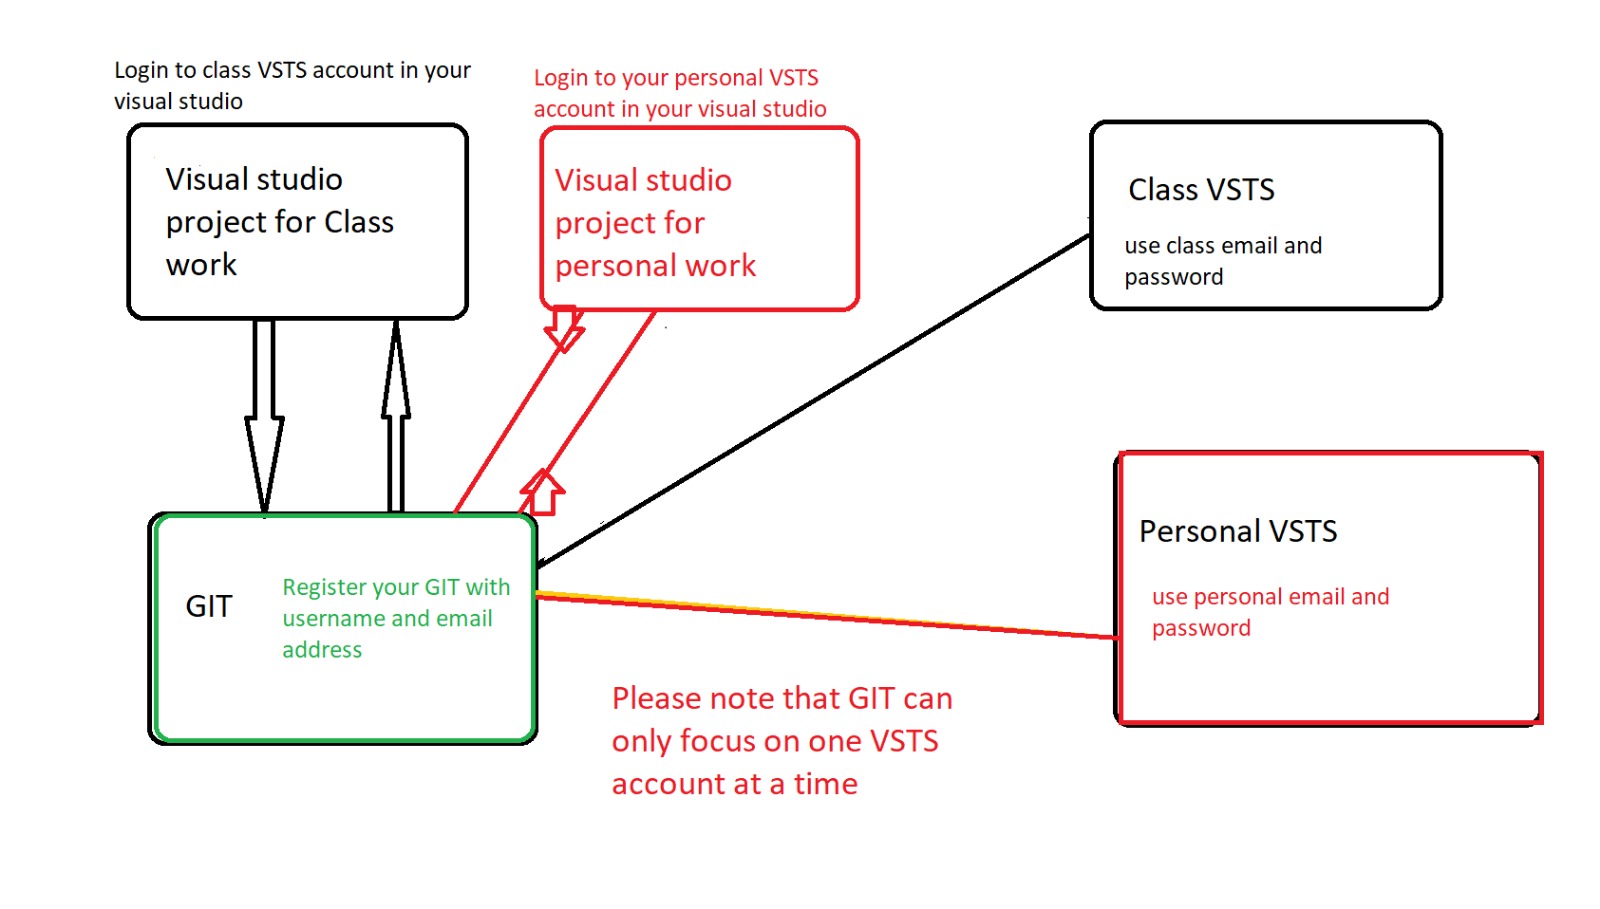 Login to class VSTS account in your
visual studio
Login to your personal VSTS
account in your visual studio
Visual studio
project for Class
work
Visual studio
project for
personal work
Class VSTS
use class email and
password
GIT
Register your GIT with
username and email
address
Personal VSTS
use personal email and
password
Please note that GIT can
only focus on one VSTS
account at a time